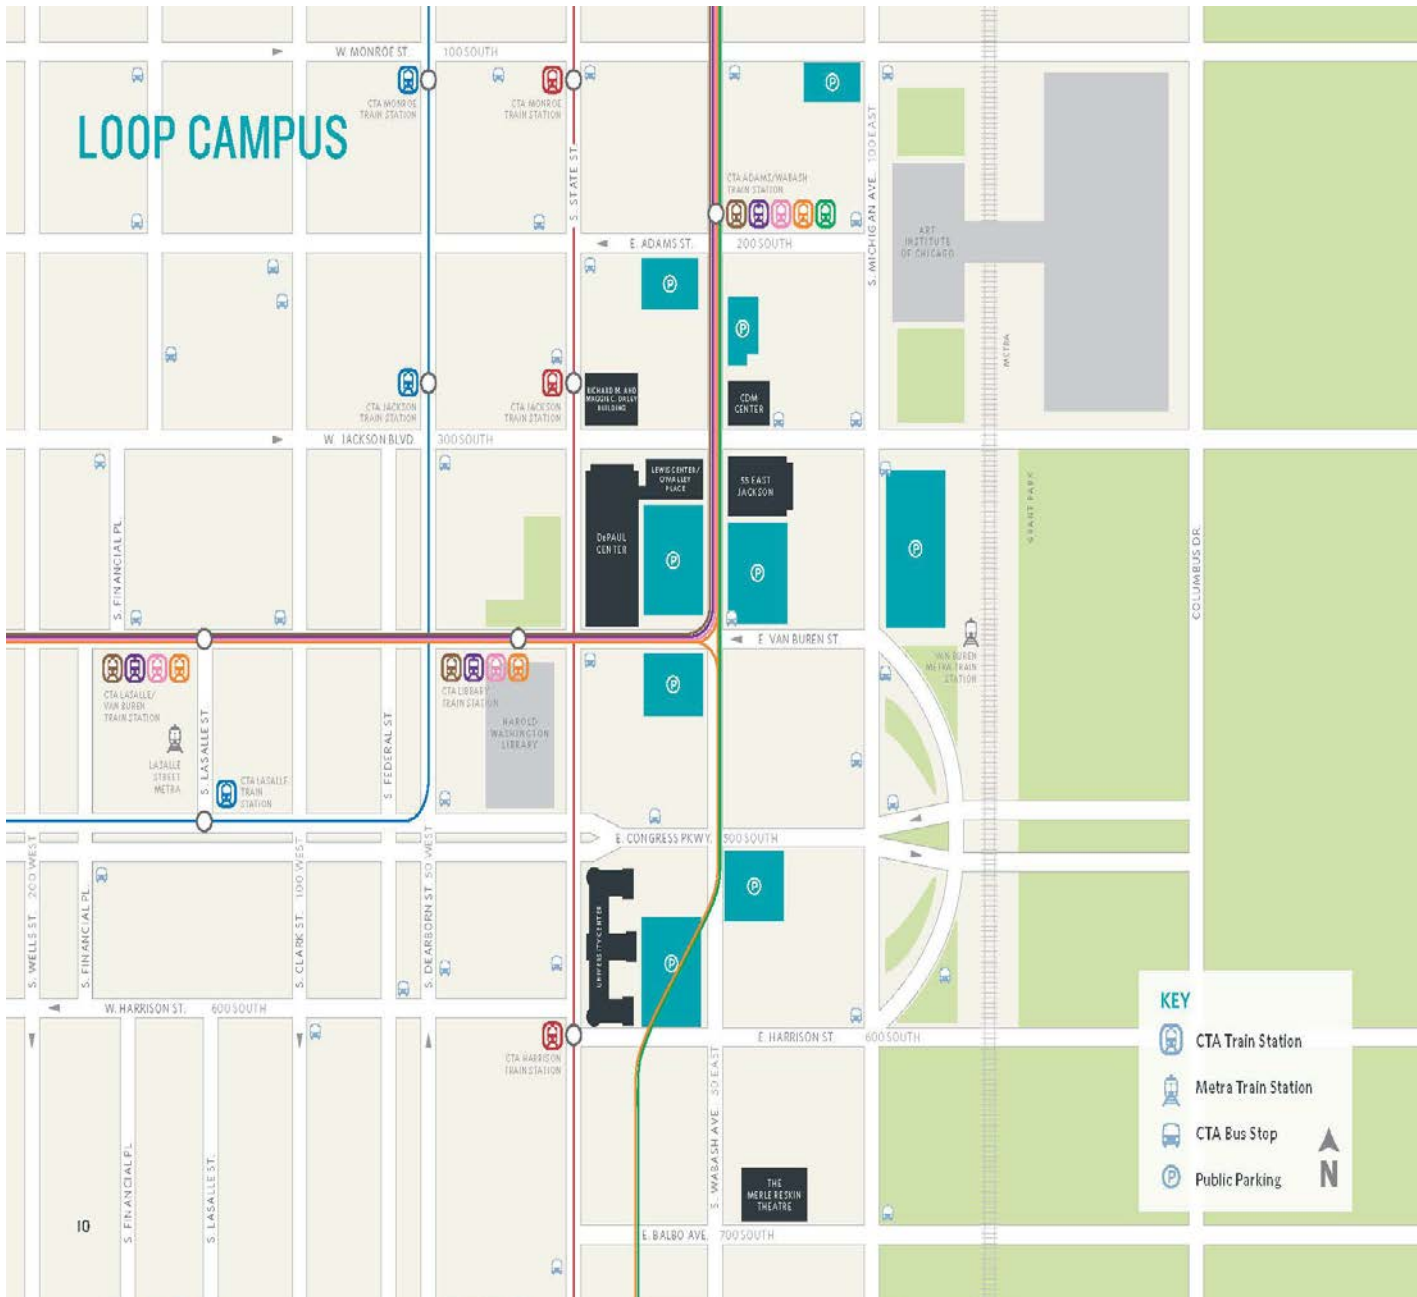 W. MONROE ST. 100 SOUTH
LOOP CAMPUS
CTA MONROE
TRAIN STATION
CTA MONROE
TRAIN STATION
P
S. STATE ST.
S. MICHIGAN AVE. 100 EAST
CTA ADAMS/WABASH
TRAIN STATION
E. ADAMS ST. 200 SOUTH
ART
INSTITUTE
OF CHICAGO
P
P
METRA
CTA JACKSON
TRAIN STATION
CTA JACKSON
TRAIN STATION
RICHARD M. AND
MAGGIE C. DALEY
BUILDING
CDM
CENTER
W. JACKSON BLVD. 300 SOUTH
LEWIS CENTER/
O'MALLEY
PLACE
55 EAST
JACKSON
DePAUL
CENTER
P
P
P
GRANT PARK
COLUMBUS DR.
S. FINANCIAL PL.
E. VAN BUREN ST.
VAN BUREN
METRA TRAIN
STATION
CTA LASALLE/
VAN BUREN
TRAIN STATION
CTA LIBRARY
TRAIN STATION
P
HAROLD
WASHINGTON
LIBRARY
LASALLE
STREET
METRA
S. LASALLE ST.
CTA LASALLE
TRAIN
STATION
S. FEDERAL ST.
E. CONGRESS PKWY. 500 SOUTH
S. WELLS ST. 200 WEST
S. FINANCIAL PL.
S. CLARK ST. 100 WEST
S. DEARBORN ST. 50 WEST
UNIVERSITY CENTER
P
P
W. HARRISON ST. 600 SOUTH
CTA HARRISON
TRAIN STATION
E. HARRISON ST. 600 SOUTH
S. WABASH AVE. 50 EAST
S. FINANCIAL PL.
S. LASALLE ST.
THE
MERLE RESKIN
THEATRE
E. BALBO AVE. 700 SOUTH
KEY
CTA Train Station
Metra Train Station
CTA Bus Stop
P Public Parking
N
10